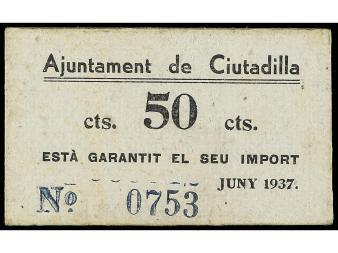 Ajuntament de Ciutadilla
cts. 50 cts.
ESTÀ GARANTIT EL SEU IMPORT
JUNY 1937.
Nº 0753